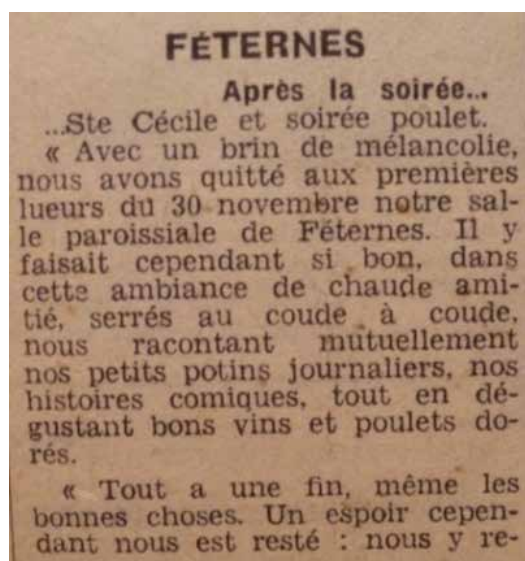 FÉTERNES
Après la soirée...
...Ste Cécile et soirée poulet.
« Avec un brin de mélancolie,
nous avons quitté aux premières
lueurs du 30 novembre notre sal-
le paroissiale de Féternes. Il y
faisait cependant si bon, dans
cette ambiance de chaude ami-
tié, serrés au coude à coude,
nous racontant mutuellement
nos petits potins journaliers, nos
histoires comiques, tout en dé-
gustant bons vins et poulets do-
rés.
« Tout a une fin, même les
bonnes choses. Un espoir cepen-
dant nous est resté : nous y re-